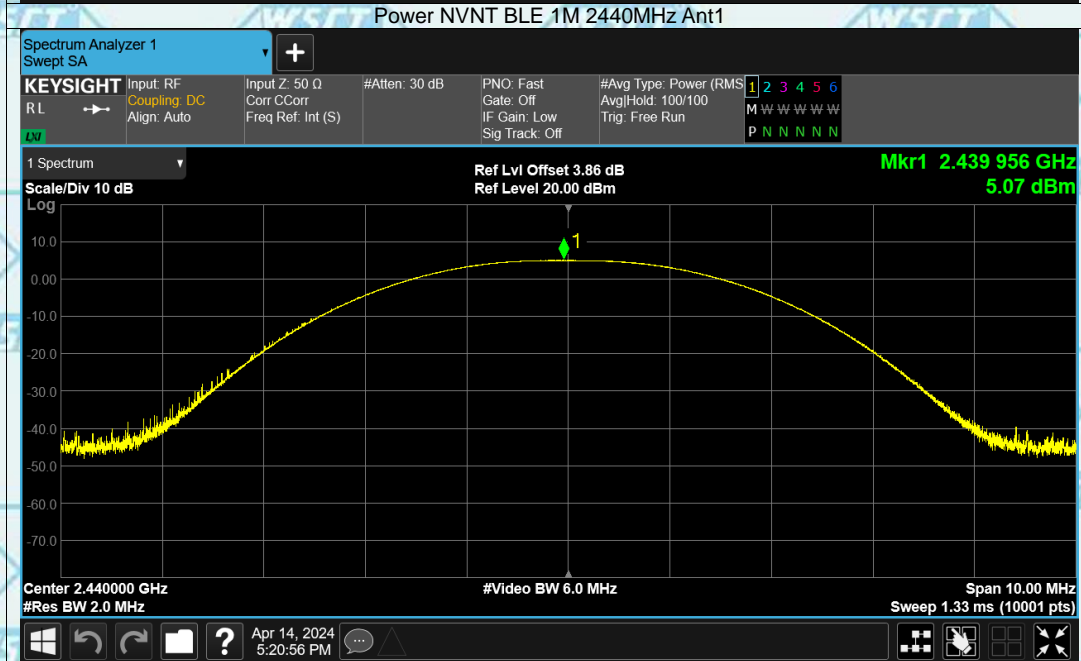 Power NVNT BLE 1M 2440MHz Ant1
Spectrum Analyzer 1
Swept SA
+
KEYSIGHT
RL
LXI
Input: RF
Coupling: DC
Align: Auto
Input Z: 50 Ω
Corr CCorr
Freq Ref: Int (S)
#Atten: 30 dB
PNO: Fast
Gate: Off
IF Gain: Low
Sig Track: Off
#Avg Type: Power (RMS
Avg|Hold: 100/100
Trig: Free Run
1 2 3 4 5 6
M W W W W W
P N N N N N
1 Spectrum
Scale/Div 10 dB
Log
Ref Lvl Offset 3.86 dB
Ref Level 20.00 dBm
Mkr1 2.439 956 GHz
5.07 dBm
1
10.0
0.00
-10.0
-20.0
-30.0
-40.0
-50.0
-60.0
-70.0
Center 2.440000 GHz
#Res BW 2.0 MHz
#Video BW 6.0 MHz
Span 10.00 MHz
Sweep 1.33 ms (10001 pts)
?
Apr 14, 2024
5:20:56 PM